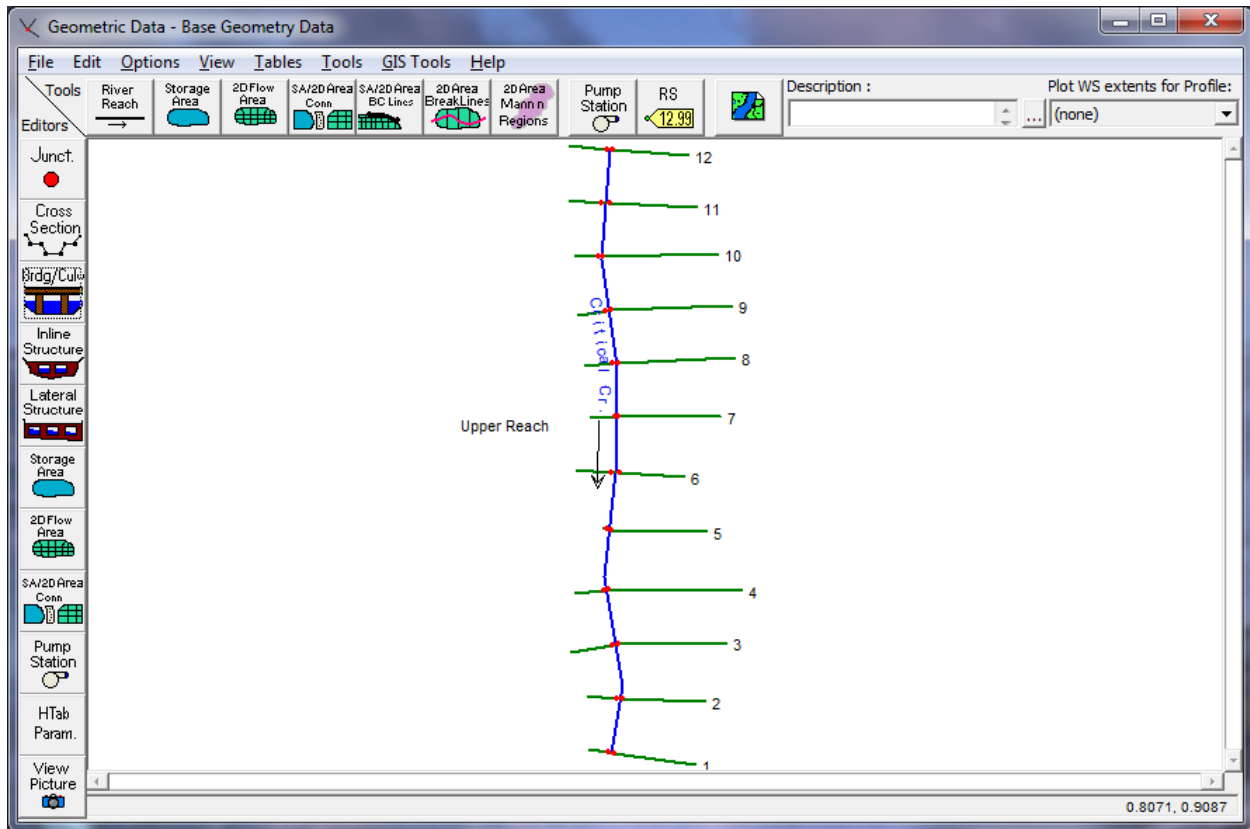 Geometric Data - Base Geometry Data
File Edit Options View Tables Tools GIS Tools Help
Tools
Editors
River
Reach
Storage
Area
2D Flow
Area
SA/2D Area
Conn
SA/2D Area
BC Lines
2D Area
BreakLines
2D Area
Mann n
Regions
Pump
Station
RS
12.99
Description :
...
Plot WS extents for Profile:
(none)
Junct.
Cross
Section
Brdg/Culv
Inline
Structure
Lateral
Structure
Storage
Area
2D Flow
Area
SA/2D Area
Conn
Pump
Station
HTab
Param.
View
Picture
12
11
10
9
Critical Cr.
8
7
Upper Reach
6
5
4
3
2
1
0.8071, 0.9087